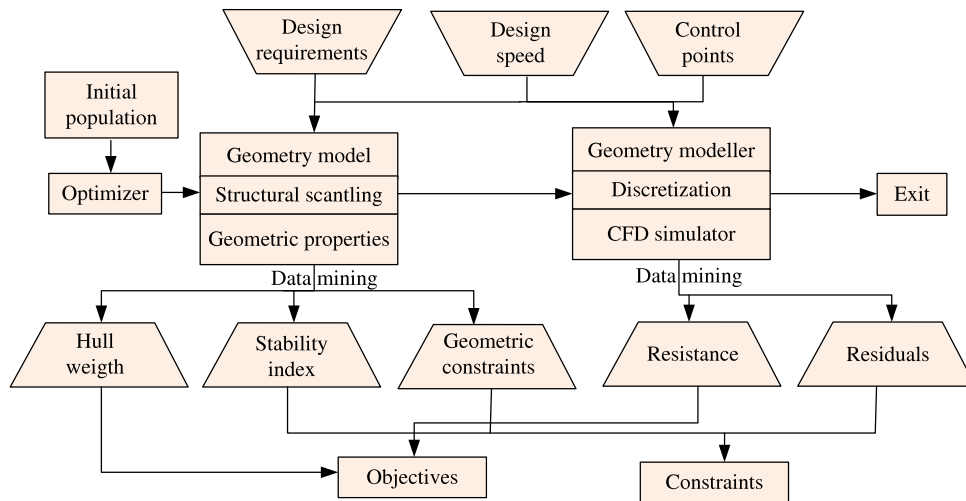 Design
requirements
Design
speed
Control
points
Initial
population
Optimizer
Geometry model
Structural scantling
Geometric properties
Geometry modeller
Discretization
CFD simulator
Exit
Data mining
Data mining
Hull
weigth
Stability
index
Geometric
constraints
Resistance
Residuals
Objectives
Constraints